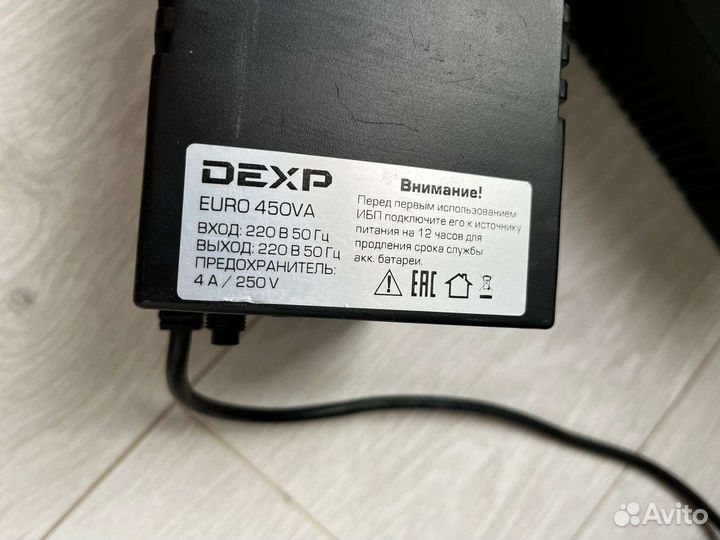 DEXP
EURO 450VA
ВХОД: 220 В 50 Гц
ВЫХОД: 220 В 50 Гц
ПРЕДОХРАНИТЕЛЬ:
4 А / 250 V
Внимание!
Перед первым использованием
ИБП подключите его к источнику
питания на 12 часов для
продления срока службы
акк. батареи.
EAC
Avito